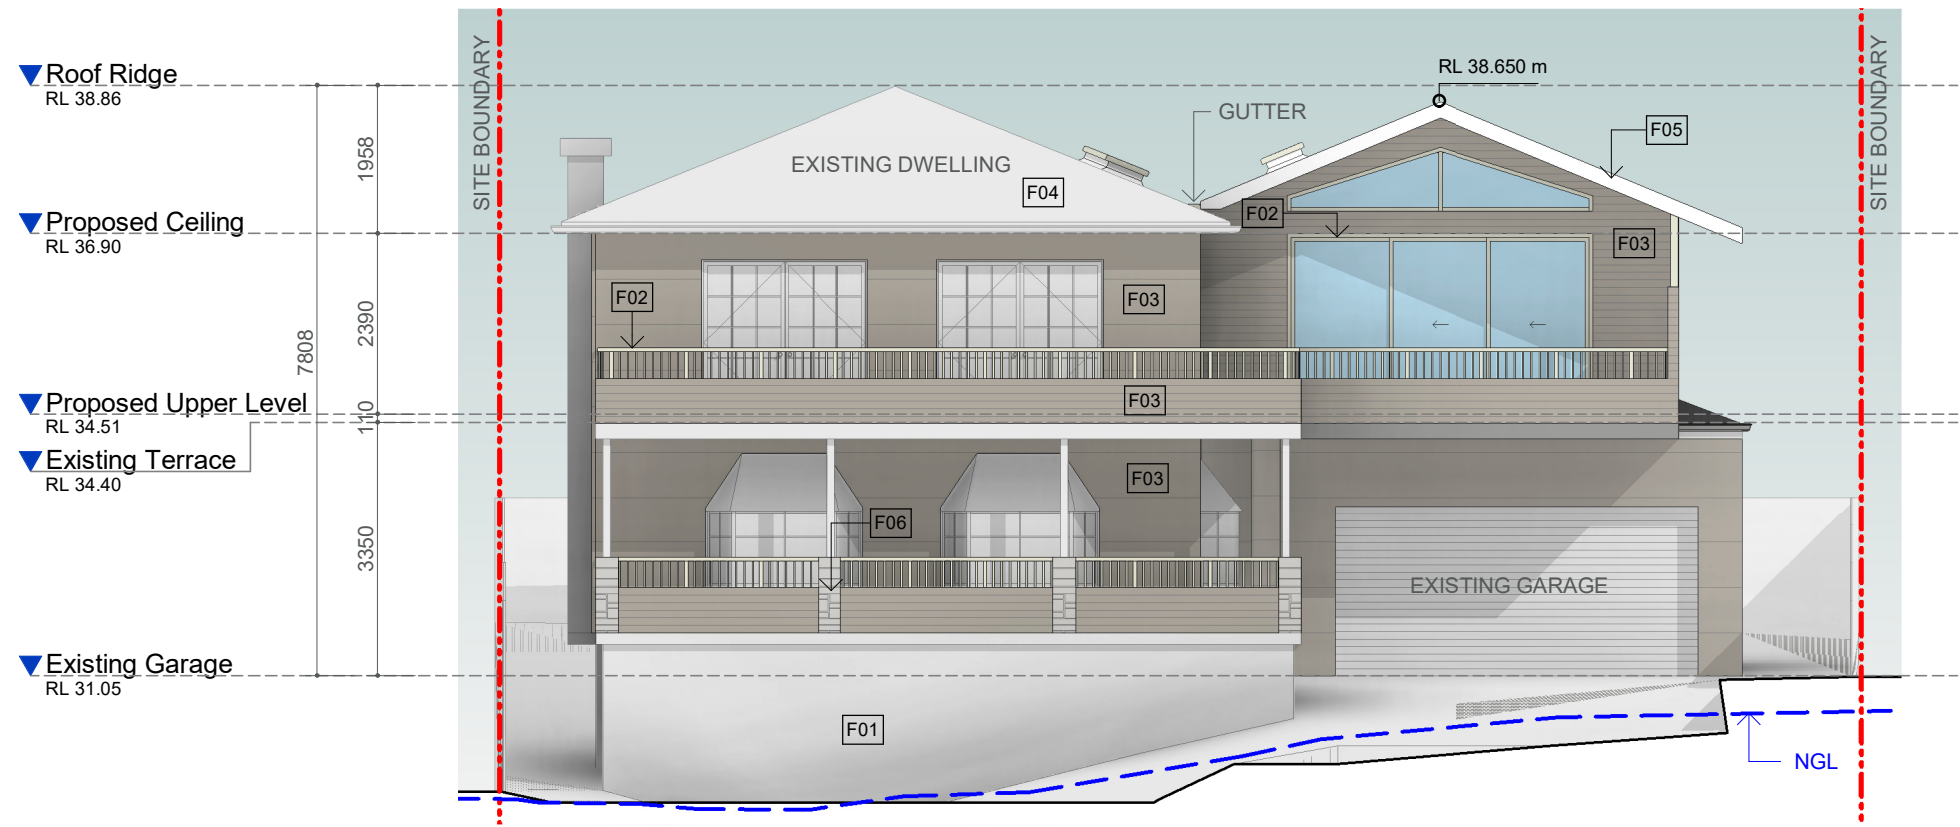 Roof Ridge
RL 38.86
Proposed Ceiling
RL 36.90
Proposed Upper Level
RL 34.51
Existing Terrace
RL 34.40
Existing Garage
RL 31.05
7808
1958
2390
110
3350
SITE BOUNDARY
EXISTING DWELLING
F04
GUTTER
RL 38.650 m
F05
F02
F03
F02
F03
F03
F03
F06
EXISTING GARAGE
F01
NGL
SITE BOUNDARY